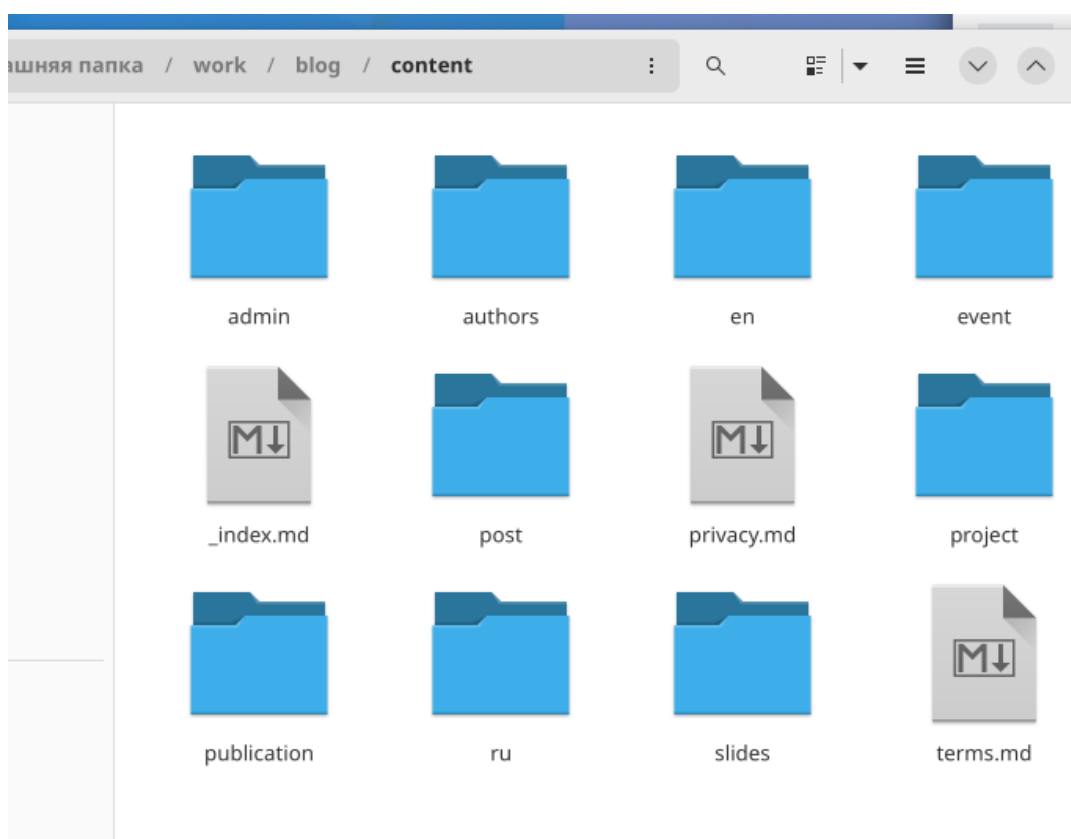 ашняя папка / work / blog / content
admin authors en event
M↓ M↓
_index.md post privacy.md project
M↓
publication ru slides terms.md